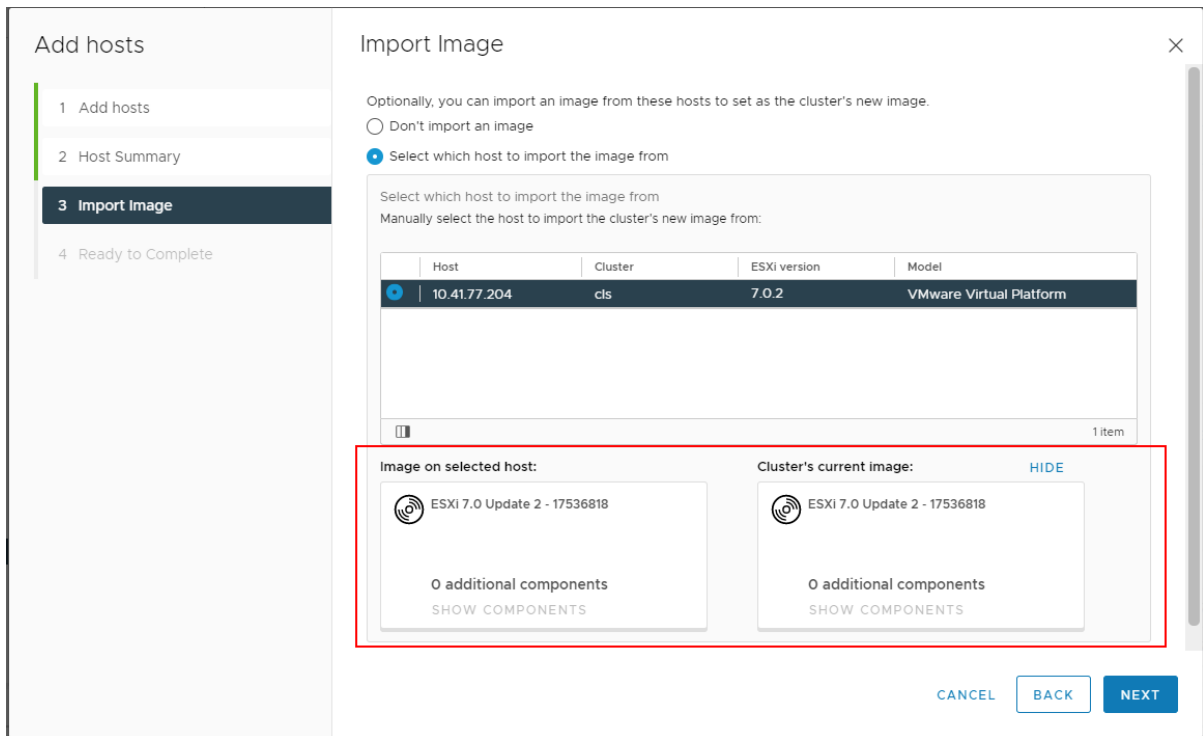 Add hosts
1 Add hosts
2 Host Summary
3 Import Image
4 Ready to Complete
Import Image
Optionally, you can import an image from these hosts to set as the cluster's new image.
Don't import an image
Select which host to import the image from
Select which host to import the image from
Manually select the host to import the cluster's new image from:
Host Cluster ESXi version Model
10.41.77.204 cls 7.0.2 VMware Virtual Platform
1 item
Image on selected host: Cluster's current image: HIDE
ESXi 7.0 Update 2 - 17536818 ESXi 7.0 Update 2 - 17536818
0 additional components 0 additional components
SHOW COMPONENTS SHOW COMPONENTS
CANCEL BACK NEXT